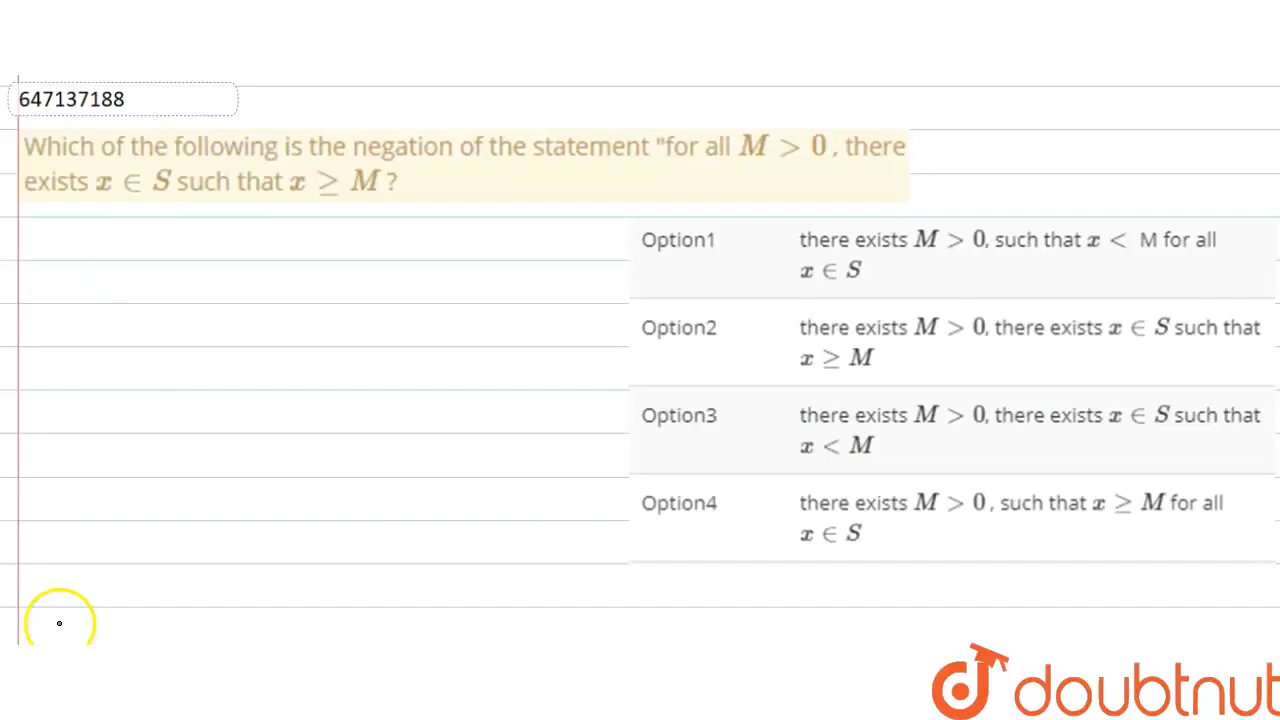 647137188
Which of the following is the negation of the statement "for all M > 0 , there
exists x ∈ S such that x ≥ M ?
Option1 there exists M > 0, such that x < M for all
x ∈ S
Option2 there exists M > 0, there exists x ∈ S such that
x ≥ M
Option3 there exists M > 0, there exists x ∈ S such that
x < M
Option4 there exists M > 0 , such that x ≥ M for all
x ∈ S
doubtnut